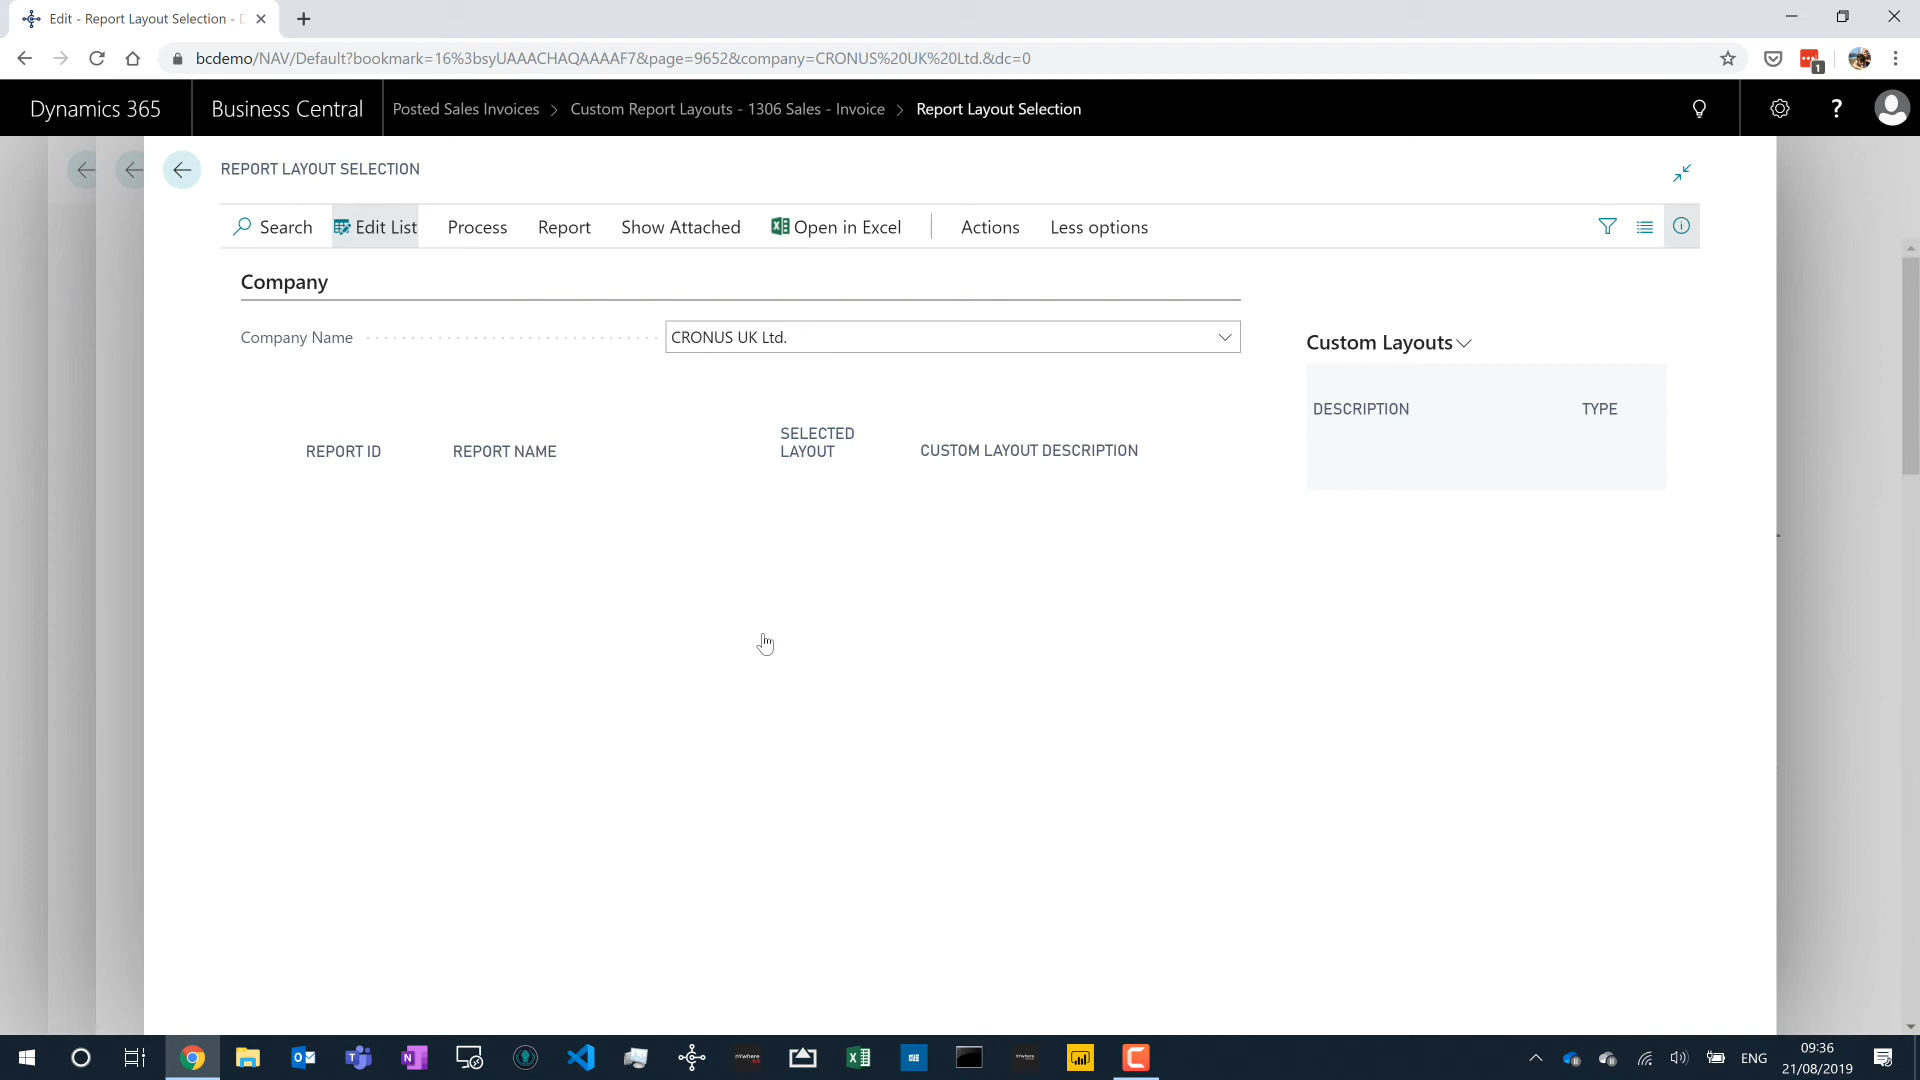 Edit - Report Layout Selection -
bcdemo/NAV/Default?bookmark=16%3bsyUAAACHAQAAAAF7&page=9652&company=CRONUS%20UK%20Ltd.&dc=0
1
Dynamics 365
Business Central
Posted Sales Invoices > Custom Report Layouts - 1306 Sales - Invoice > Report Layout Selection
?
REPORT LAYOUT SELECTION
Search
Edit List
Process
Report
Show Attached
Open in Excel
Actions
Less options
Company
Company Name
CRONUS UK Ltd.
Custom Layouts
DESCRIPTION
TYPE
REPORT ID
REPORT NAME
SELECTED
LAYOUT
CUSTOM LAYOUT DESCRIPTION
ENG
09:36
21/08/2019